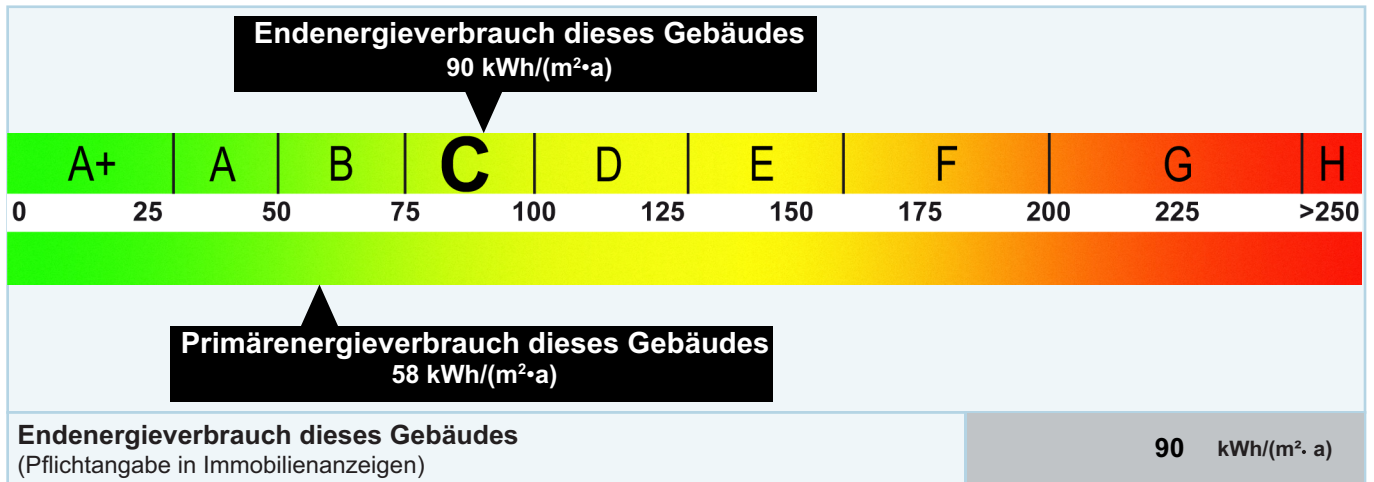 Endenergieverbrauch dieses Gebäudes
90 kWh/(m²•a)
A+ A B C D E F G H
0 25 50 75 100 125 150 175 200 225 >250
Primärenergieverbrauch dieses Gebäudes
58 kWh/(m²•a)
Endenergieverbrauch dieses Gebäudes
90 kWh/(m²· a)
(Pflichtangabe in Immobilienanzeigen)